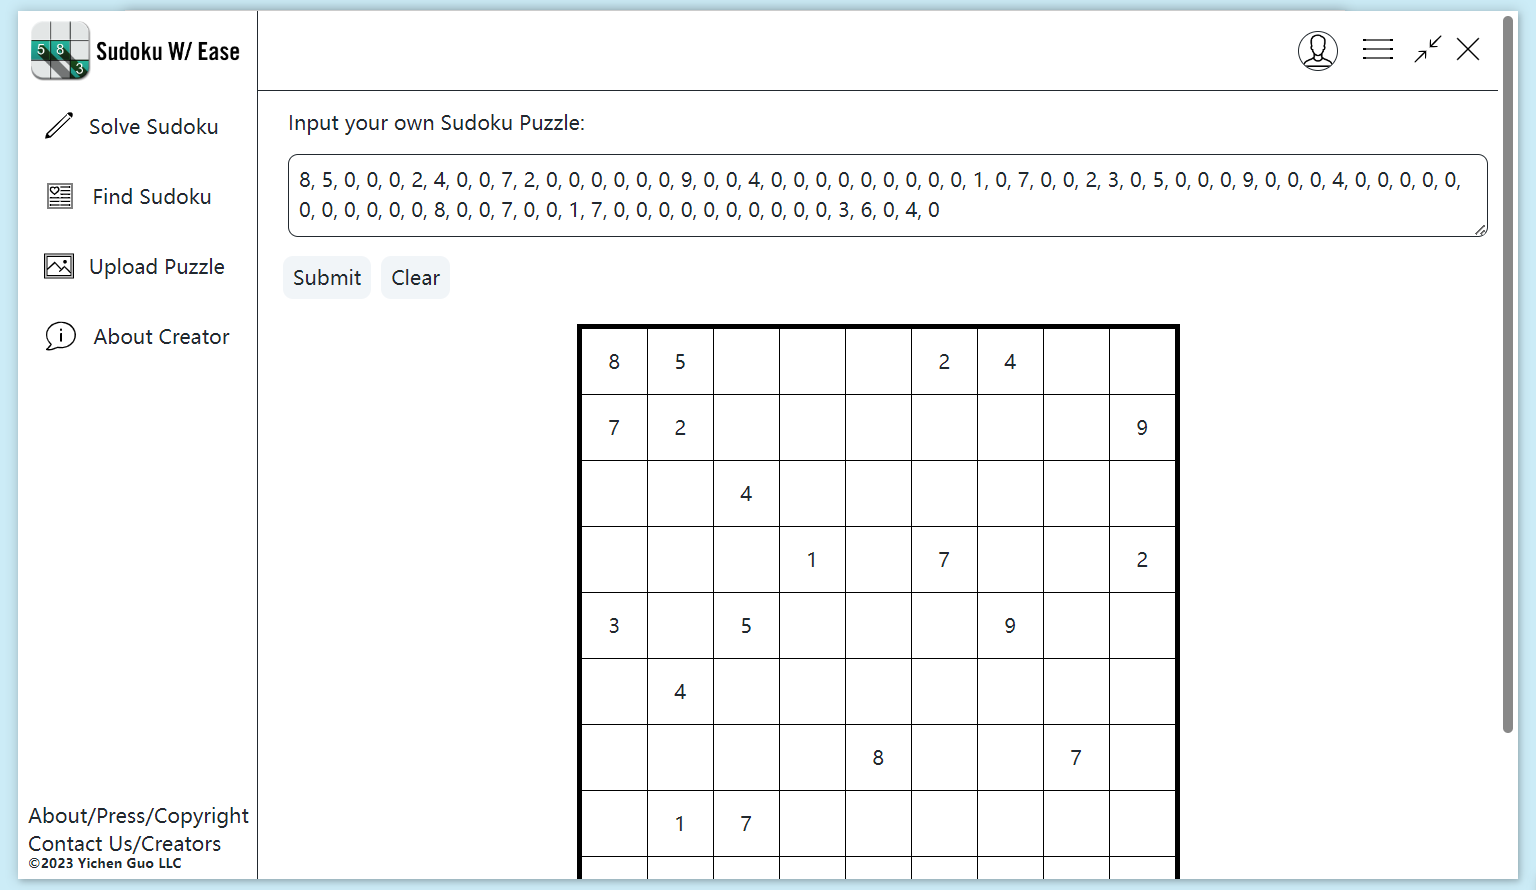 5 8
3
Sudoku W/ Ease
Solve Sudoku
Find Sudoku
Upload Puzzle
About Creator
About/Press/Copyright
Contact Us/Creators
©2023 Yichen Guo LLC
Input your own Sudoku Puzzle:
8, 5, 0, 0, 0, 2, 4, 0, 0, 7, 2, 0, 0, 0, 0, 0, 0, 9, 0, 0, 4, 0, 0, 0, 0, 0, 0, 0, 0, 0, 1, 0, 7, 0, 0, 2, 3, 0, 5, 0, 0, 0, 9, 0, 0, 0, 4, 0, 0, 0, 0, 0,
0, 0, 0, 0, 0, 0, 8, 0, 0, 7, 0, 0, 1, 7, 0, 0, 0, 0, 0, 0, 0, 0, 0, 0, 3, 6, 0, 4, 0
Submit Clear
8 5 2 4
7 2 9
4
1 7 2
3 5 9
4
8 7
1 7